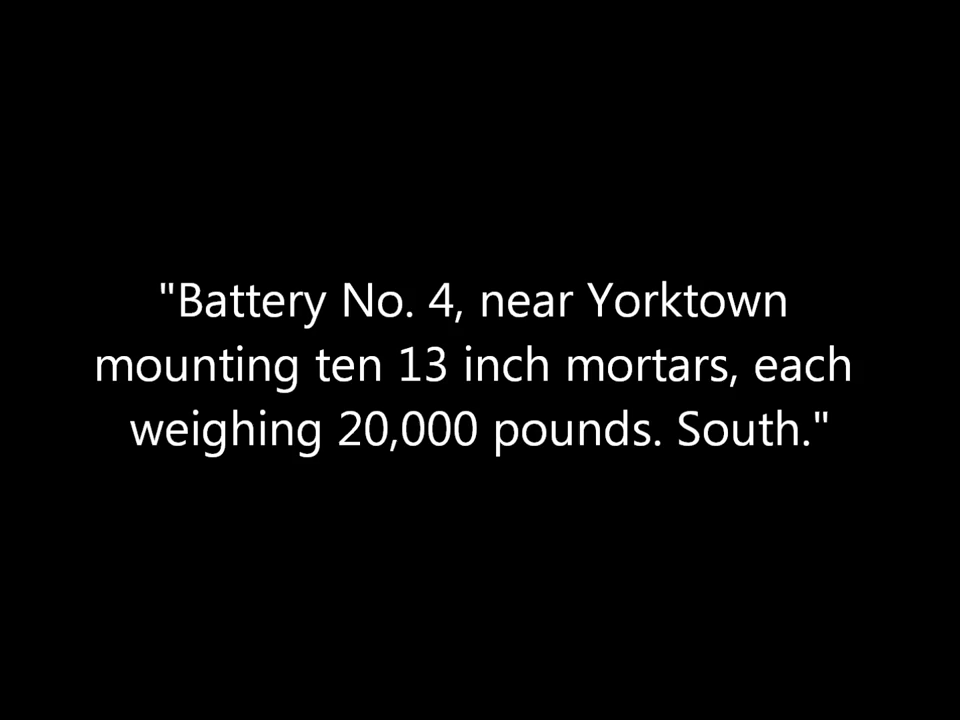 "Battery No. 4, near Yorktown
mounting ten 13 inch mortars, each
weighing 20,000 pounds. South."